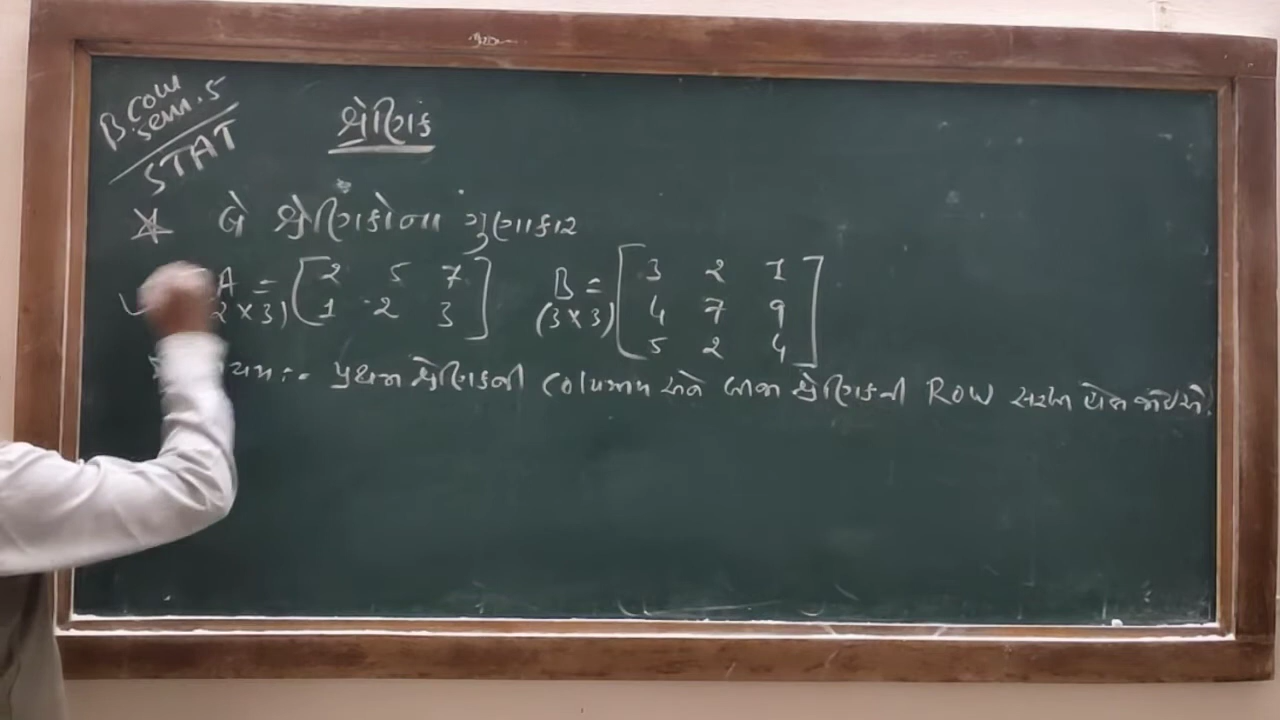 B.Com
sem. 5
STAT
શ્રેણિક
બે શ્રેણિકોના ગુણાકાર
A = [ 2 5 7 B = [ 3 2 1 ]
2 × 3) 1 -2 3 ] (3 × 3) 4 7 9
5 2 4
પ્રથમ શ્રેણિકની column અને બીજા શ્રેણિકની Row સરખી હોવી જોઈએ.